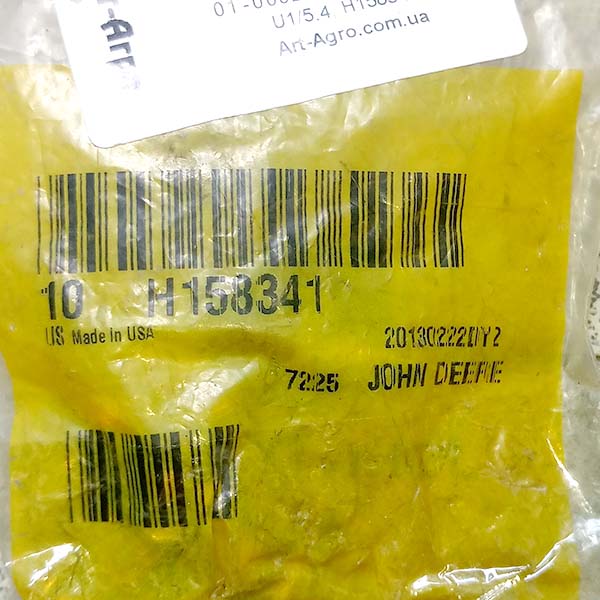 U1/5.4
Art-Agro.com.ua
10 H158341
US Made in USA
20130222DY2
7225 JOHN DEERE